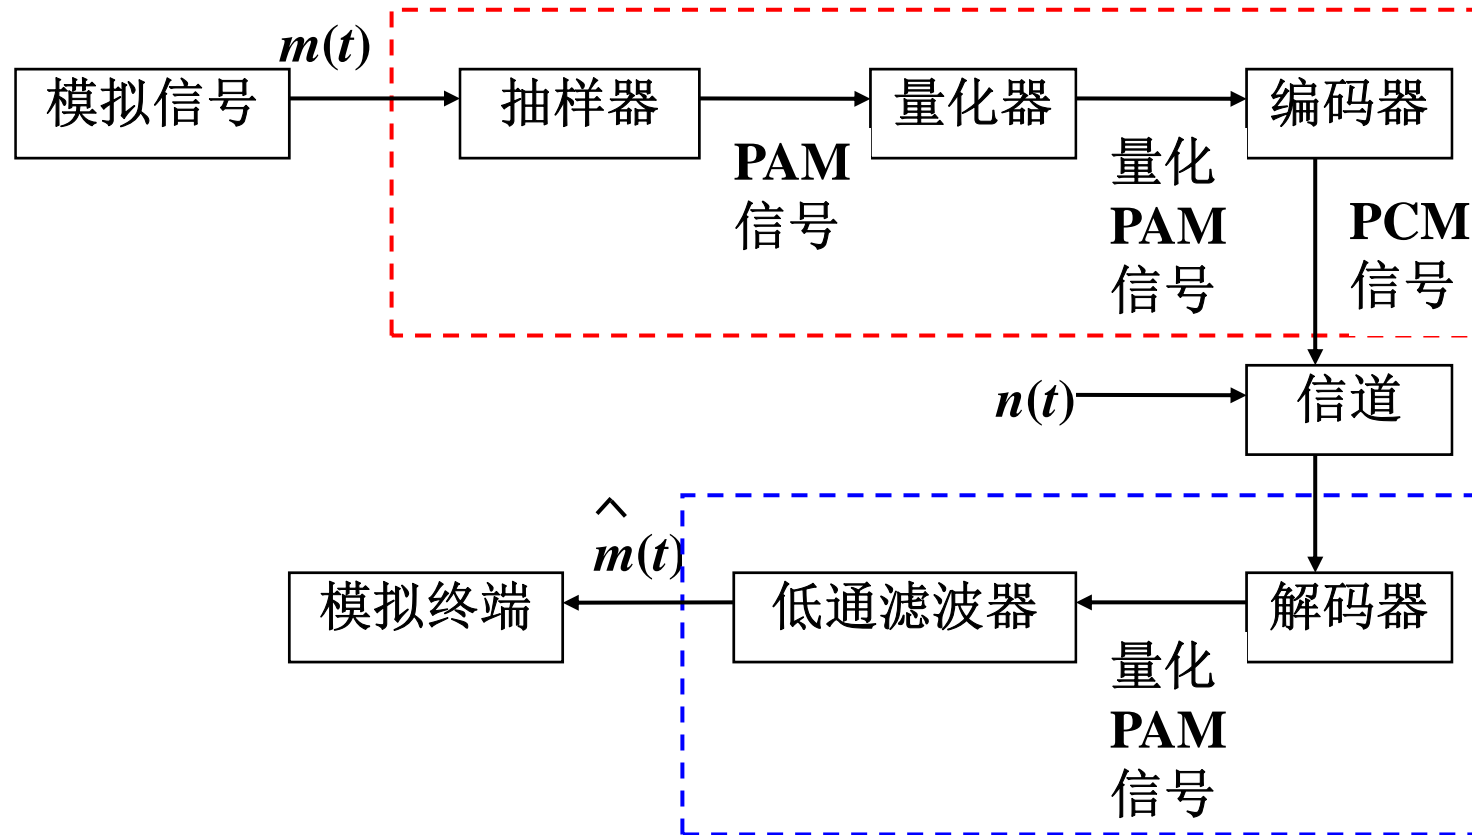 m(t)
模拟信号
抽样器
量化器
编码器
PAM
信号
量化
PAM
信号
PCM
信号
n(t)
信道
m̂(t)
模拟终端
低通滤波器
解码器
量化
PAM
信号